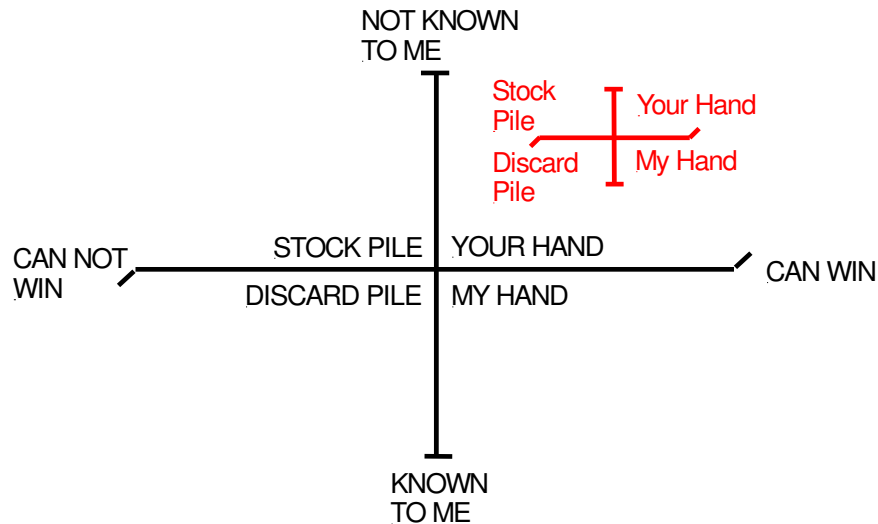 NOT KNOWN
TO ME
Stock
Pile
Your Hand
Discard
Pile
My Hand
STOCK PILE
YOUR HAND
CAN NOT
WIN
CAN WIN
DISCARD PILE
MY HAND
KNOWN
TO ME